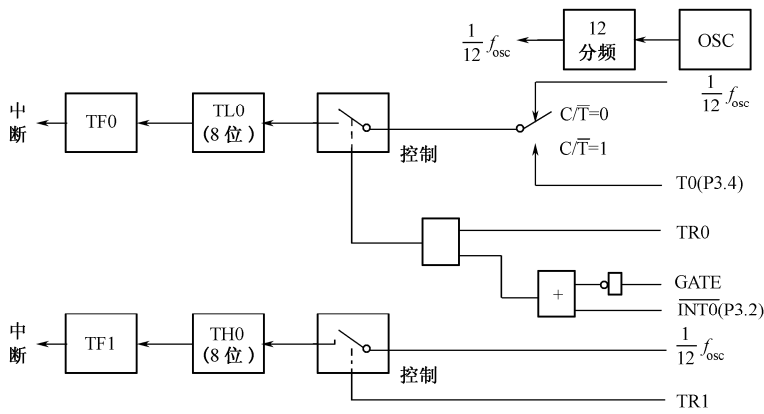 1/12 fosc
12
分频
OSC
1/12 fosc
中断
TF0
TL0
(8位)
控制
C/T̅=0
C/T̅=1
T0(P3.4)
TR0
+
GATE
I̅N̅T̅0̅(P3.2)
中断
TF1
TH0
(8位)
控制
1/12 fosc
TR1